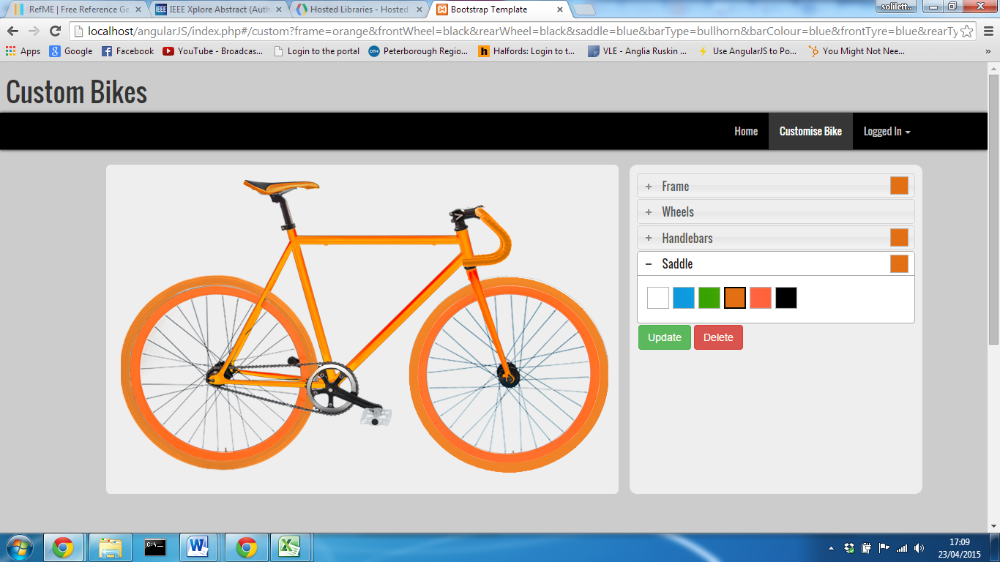 RefME | Free Reference Ge
IEEE IEEE Xplore Abstract (Auth
Hosted Libraries - Hosted
Bootstrap Template
solilett...
localhost/angularJS/index.php#/custom?frame=orange&frontWheel=black&rearWheel=black&saddle=blue&barType=bullhorn&barColour=blue&frontTyre=blue&rearTy
Apps
Google
Facebook
YouTube - Broadcas...
Login to the portal
OTH Peterborough Regio...
h Halfords: Login to t...
VLE - Anglia Ruskin ...
Use AngularJS to Po...
You Might Not Nee...
»
Custom Bikes
Home
Customise Bike
Logged In
+ Frame
+ Wheels
+ Handlebars
− Saddle
Update
Delete
17:09
23/04/2015